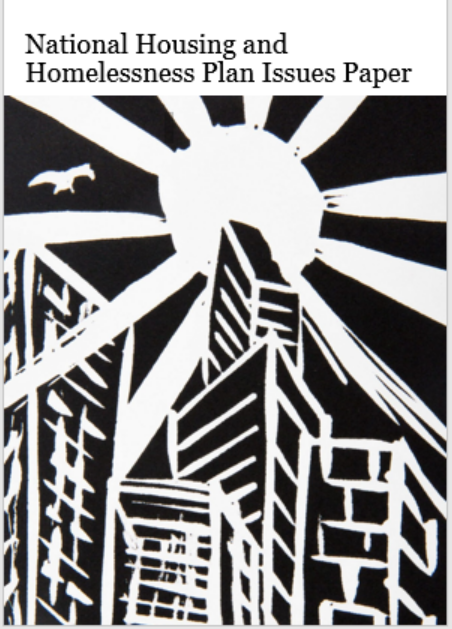 National Housing and
Homelessness Plan Issues Paper